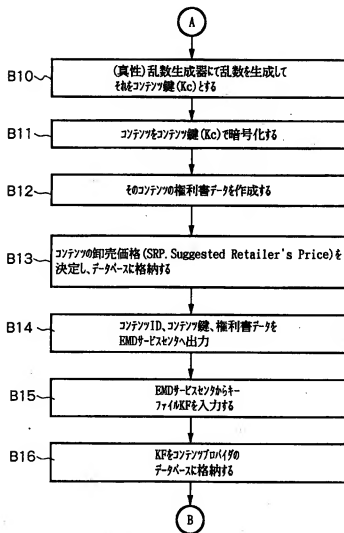 A
B10
(真性)乱数生成器にて乱数を生成して
それをコンテンツ鍵(Kc)とする
B11
コンテンツをコンテンツ鍵(Kc)で暗号化する
B12
そのコンテンツの権利書データを作成する
B13
コンテンツの卸売価格(SRP. Suggested Retailer's Price)を
決定し、データベースに格納する
B14
コンテンツID、コンテンツ鍵、権利書データを
EMDサービスセンタへ出力
B15
EMDサービスセンタからキー
ファイルKFを入力する
B16
KFをコンテンツプロバイダの
データベースに格納する
B